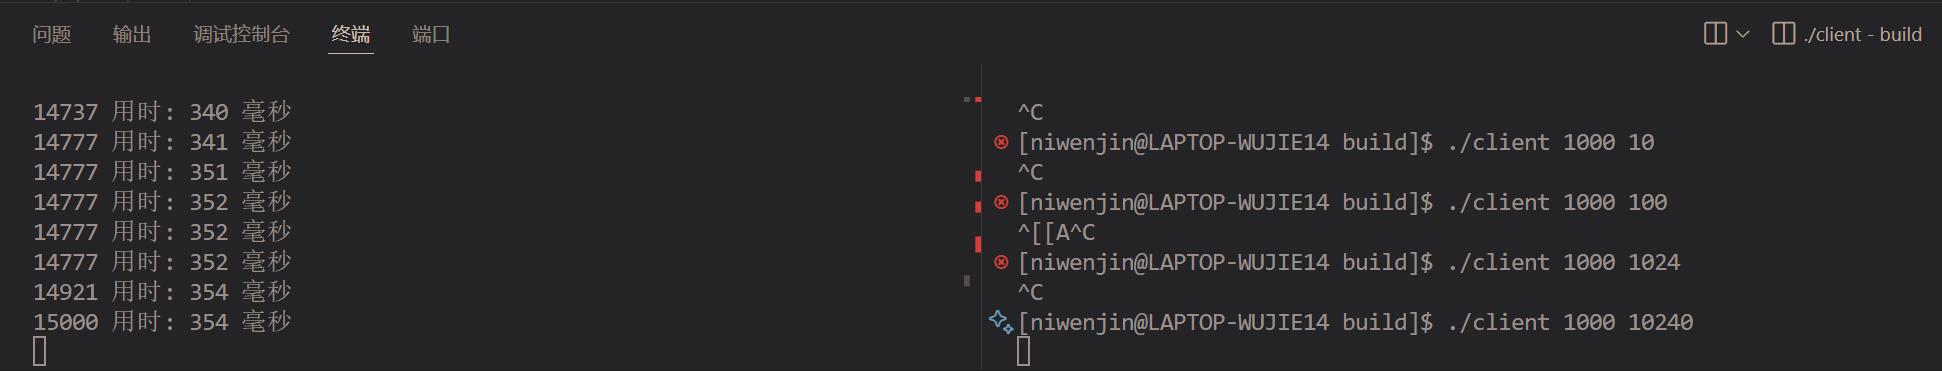 问题 输出 调试控制台 终端 端口
./client - build
14737 用时: 340 毫秒
14777 用时: 341 毫秒
14777 用时: 351 毫秒
14777 用时: 352 毫秒
14777 用时: 352 毫秒
14777 用时: 352 毫秒
14921 用时: 354 毫秒
15000 用时: 354 毫秒
^C
[niwenjin@LAPTOP-WUJIE14 build]$ ./client 1000 10
^C
[niwenjin@LAPTOP-WUJIE14 build]$ ./client 1000 100
^[[A^C
[niwenjin@LAPTOP-WUJIE14 build]$ ./client 1000 1024
^C
[niwenjin@LAPTOP-WUJIE14 build]$ ./client 1000 10240